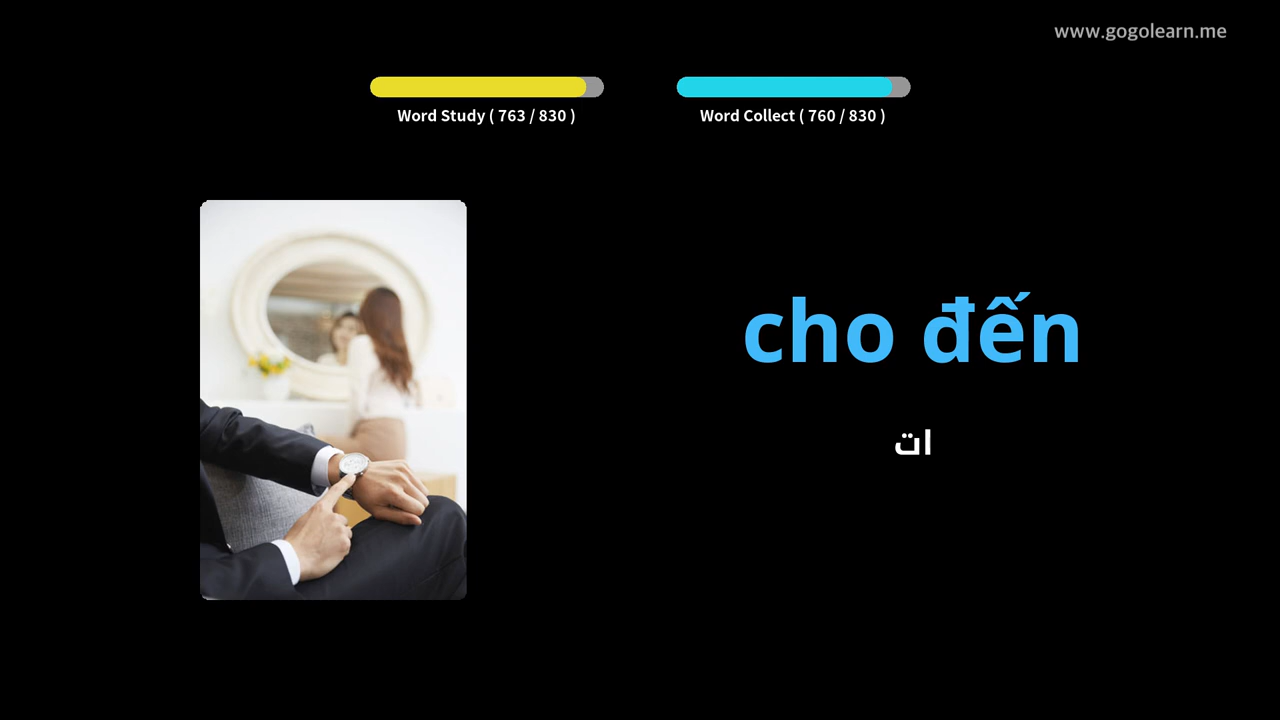 www.gogolearn.me
Word Study ( 763 / 830 )
Word Collect ( 760 / 830 )
cho đến
تا